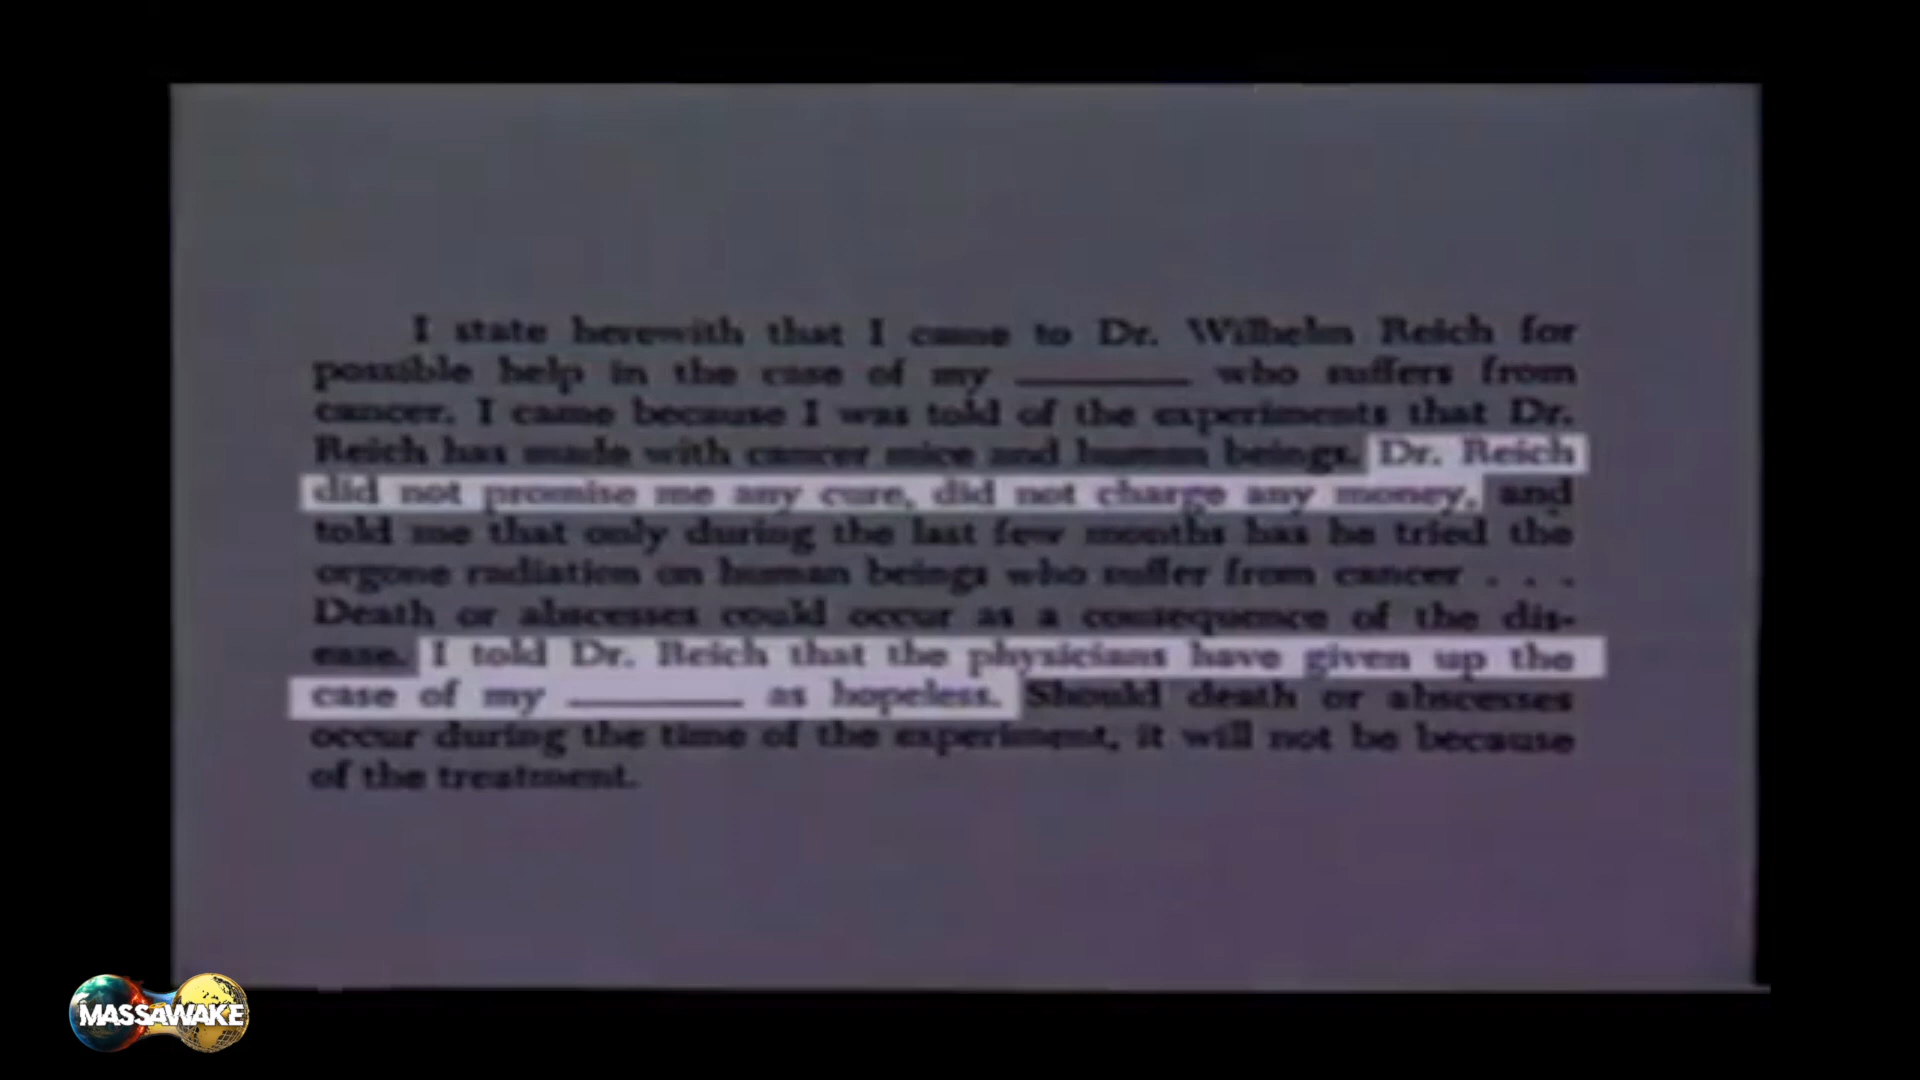 I state herewith that I came to Dr. Wilhelm Reich for
possible help in the case of my ________ who suffers from
cancer. I came because I was told of the experiments that Dr.
Reich has made with cancer mice and human beings. Dr. Reich
did not promise me any cure, did not charge any money, and
told me that only during the last few months has he tried the
orgone radiation on human beings who suffer from cancer . . .
Death or abscesses could occur as a consequence of the dis-
ease. I told Dr. Reich that the physicians have given up the
case of my ________ as hopeless. Should death or abscesses
occur during the time of the experiment, it will not be because
of the treatment.
MASSAWAKE